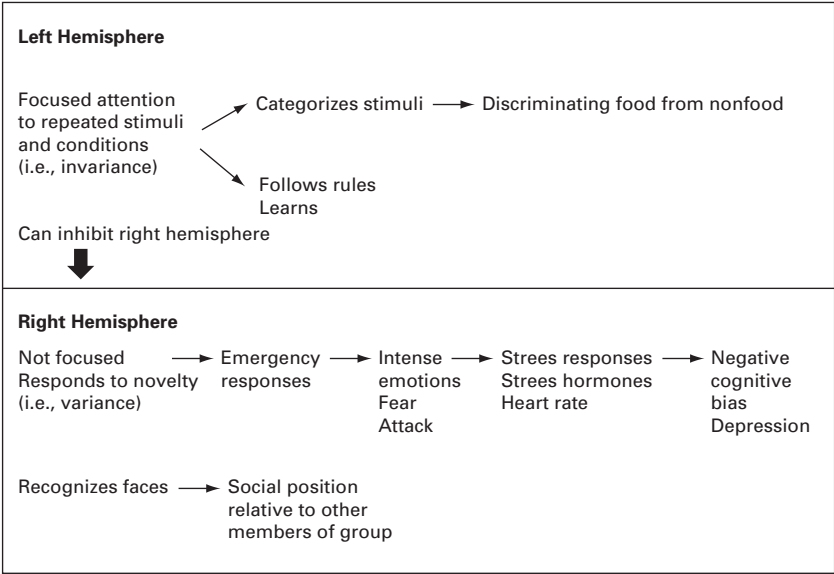 Left Hemisphere
Focused attention
to repeated stimuli
and conditions
(i.e., invariance)
Categorizes stimuli
Discriminating food from nonfood
Follows rules
Learns
Can inhibit right hemisphere
Right Hemisphere
Not focused
Responds to novelty
(i.e., variance)
Emergency
responses
Intense
emotions
Fear
Attack
Strees responses
Strees hormones
Heart rate
Negative
cognitive
bias
Depression
Recognizes faces
Social position
relative to other
members of group